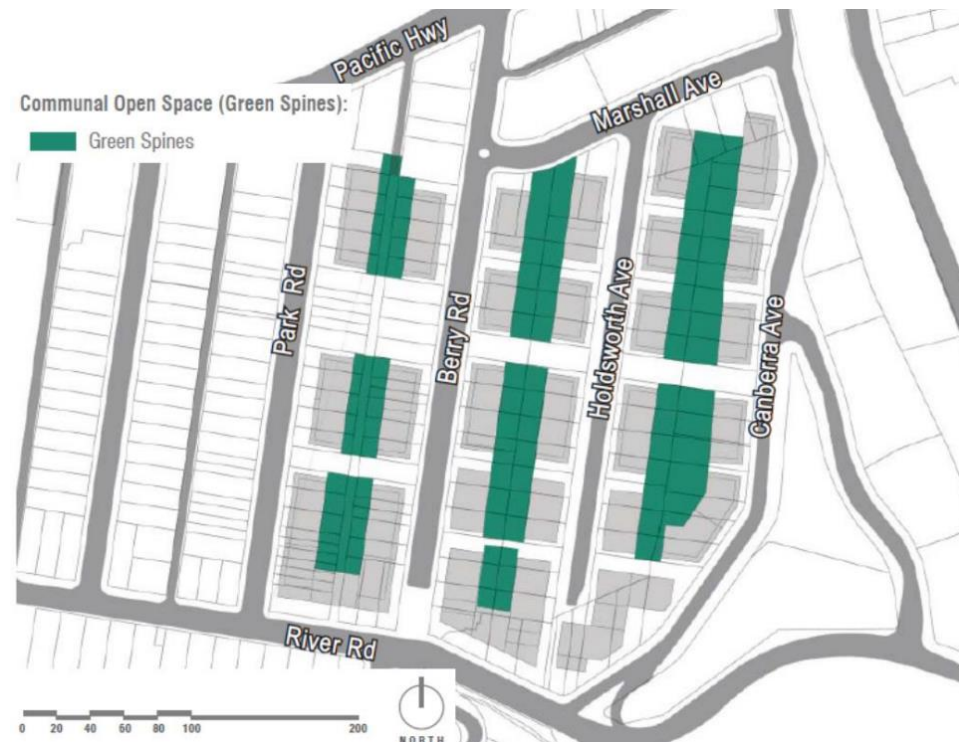 Pacific Hwy
Communal Open Space (Green Spines):
Green Spines
Marshall Ave
Park Rd
Berry Rd
Holdsworth Ave
Canberra Ave
River Rd
0 20 40 60 80 100 200
NORTH